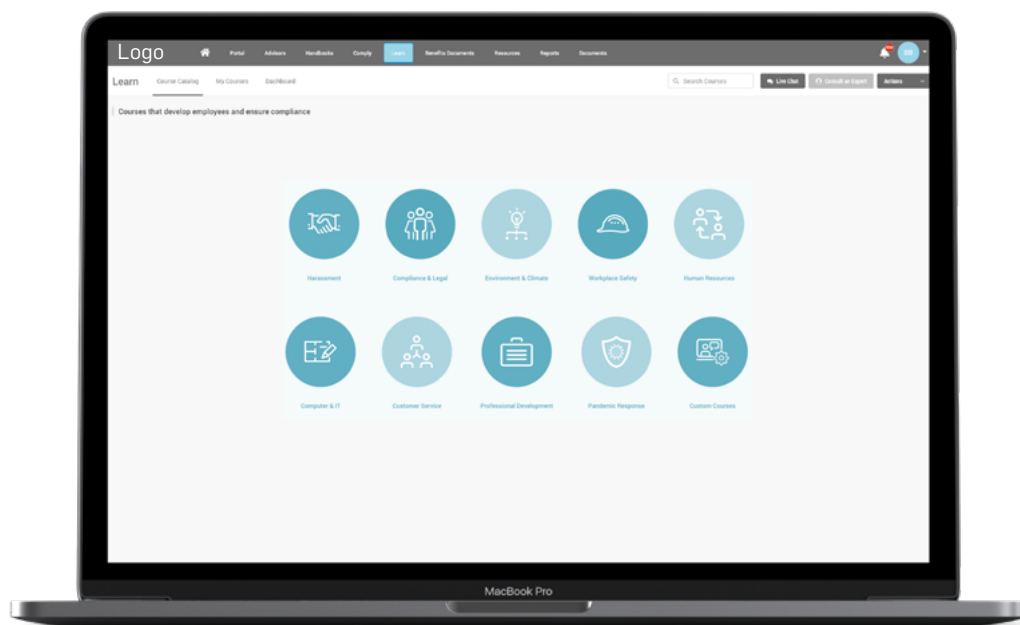 Logo
Portal Advisors Handbooks Comply Learn Benefits Documents Resources Reports Documents
Learn Course Catalog My Courses Dashboard Search Courses Live Chat Consult an Expert Actions
Courses that develop employees and ensure compliance
Harassment Compliance & Legal Environment & Climate Workplace Safety Human Resources
Computer & IT Customer Service Professional Development Pandemic Response Custom Courses
MacBook Pro